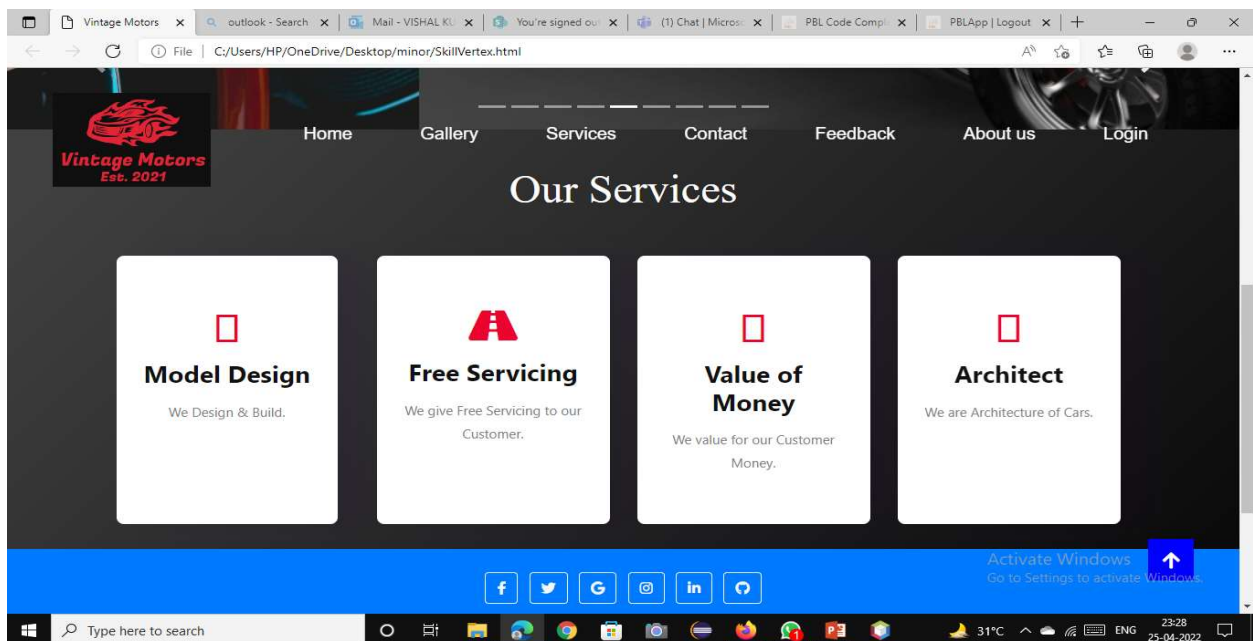 Vintage Motors
outlook - Search
Mail - VISHAL KU
You're signed out
(1) Chat | Microso
PBL Code Compl
PBLApp | Logout
File
C:/Users/HP/OneDrive/Desktop/minor/SkillVertex.html
Vintage Motors
Est. 2021
Home
Gallery
Services
Contact
Feedback
About us
Login
Our Services
Model Design
We Design & Build.
Free Servicing
We give Free Servicing to our
Customer.
Value of
Money
We value for our Customer
Money.
Architect
We are Architecture of Cars.
Activate Windows
Go to Settings to activate Windows.
Type here to search
31°C
ENG
23:28
25-04-2022